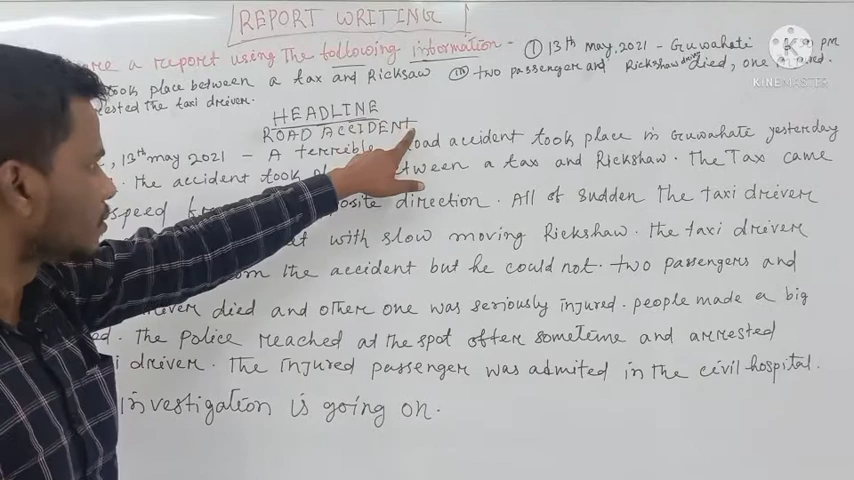 REPORT WRITING
a report using The following information - (i) 13th may, 2021 - Guwahati pm
took place between a tax and Ricksaw (iii) two passenger and Rickshaw died, one
the taxi driver.
HEADLINE
ROAD ACCIDENT
13th may 2021 - A terrible road accident took place in Guwahati yesterday
. the accident took between a tax and Rickshaw. The Tax came
speed opposite direction. All of sudden the taxi driver
with slow moving Rickshaw. the taxi driver
the accident but he could not. two passengers and
died and other one was seriously injured. people made a big
. the Police reached at the spot after sometime and arrested
driver. the injured passenger was admited in the civil hospital.
investigation is going on.
KINEMASTER